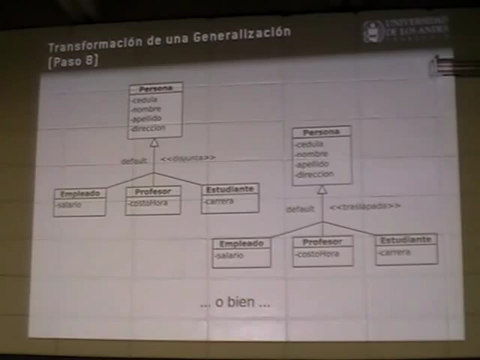 Transformación de una Generalización
(Paso 8)
UNIVERSIDAD
DE LOS ANDES
Persona
-cedula
-nombre
-apellido
-direccion
default
<<disjunta>>
Empleado
-salario
Profesor
-costoHora
Estudiante
-carrera
Persona
-cedula
-nombre
-apellido
-direccion
default
<<traslapada>>
Empleado
-salario
Profesor
-costoHora
Estudiante
-carrera
... o bien ...